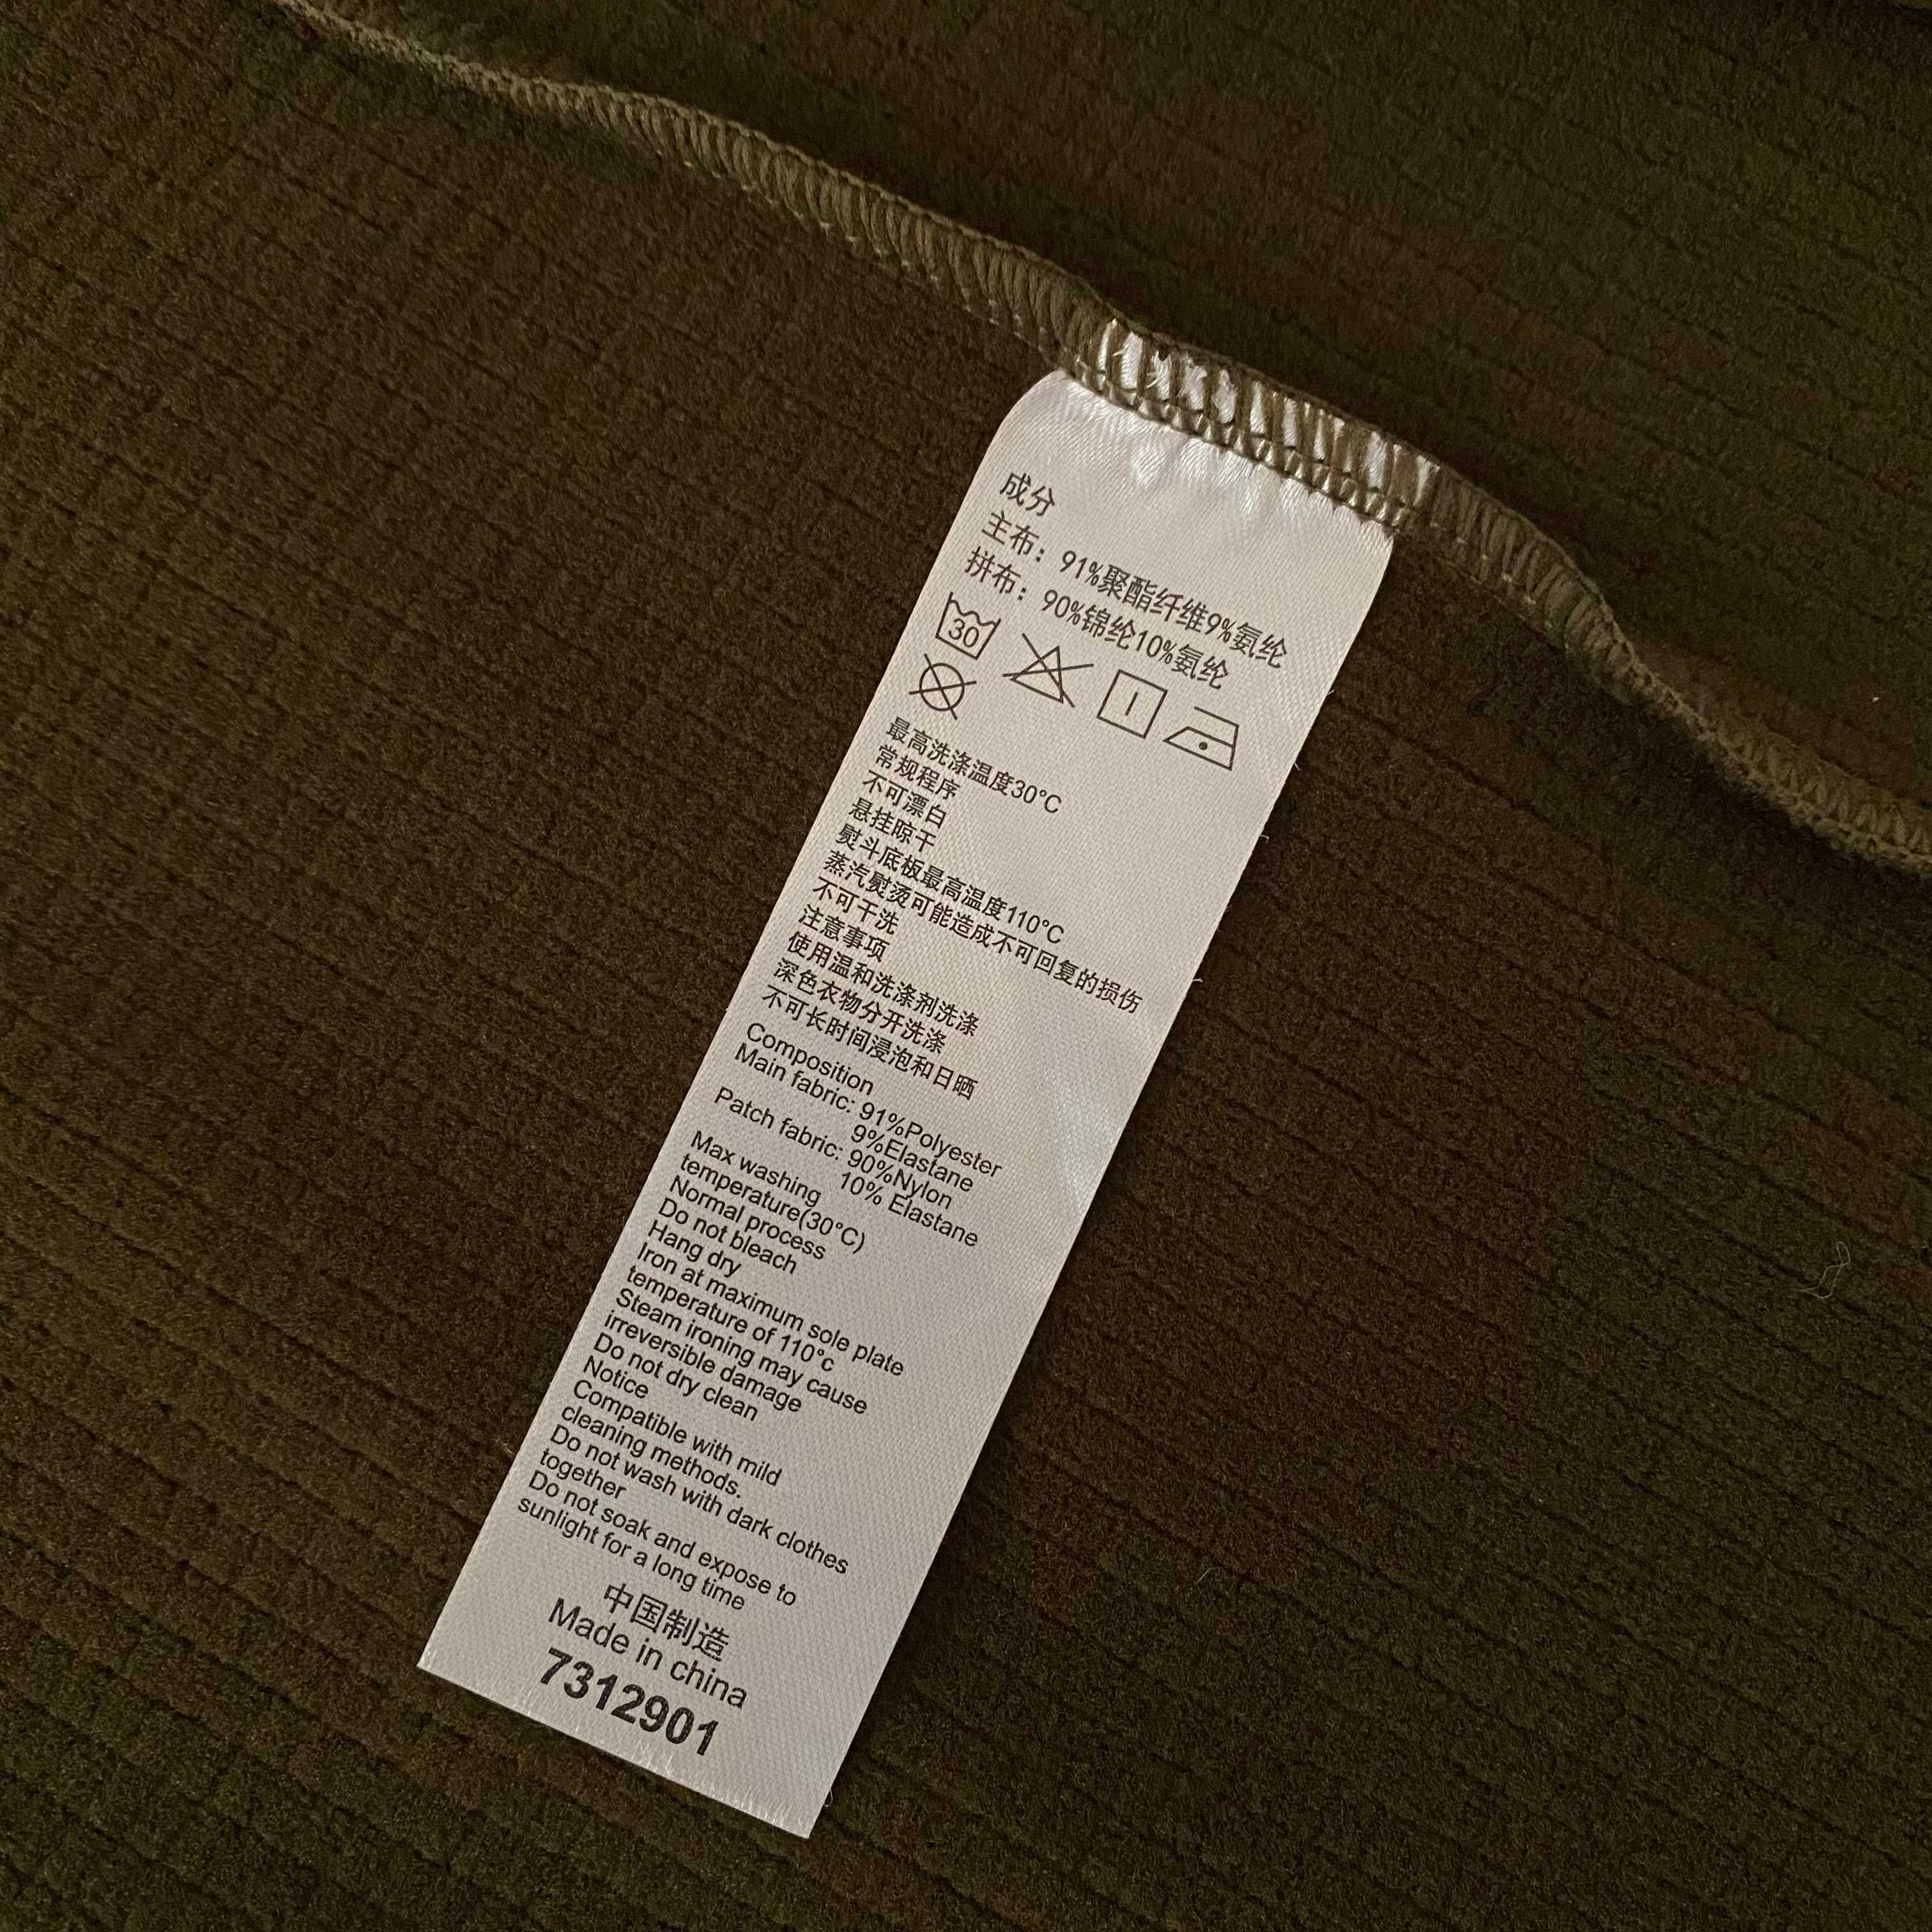 成分
主布：91%聚酯纤维9%氨纶
拼布：90%锦纶10%氨纶
30
最高洗涤温度30°C
常规程序
不可漂白
悬挂晾干
熨斗底板最高温度110°C
蒸汽熨烫可能造成不可回复的损伤
不可干洗
注意事项
使用温和洗涤剂洗涤
深色衣物分开洗涤
不可长时间浸泡和日晒
Composition
Main fabric: 91%Polyester
9%Elastane
Patch fabric: 90%Nylon
10% Elastane
Max washing
temperature(30°C)
Normal process
Do not bleach
Hang dry
Iron at maximum sole plate
temperature of 110°c
Steam ironing may cause
irreversible damage
Do not dry clean
Notice
Compatible with mild
cleaning methods.
Do not wash with dark clothes
together
Do not soak and expose to
sunlight for a long time
中国制造
Made in china
7312901